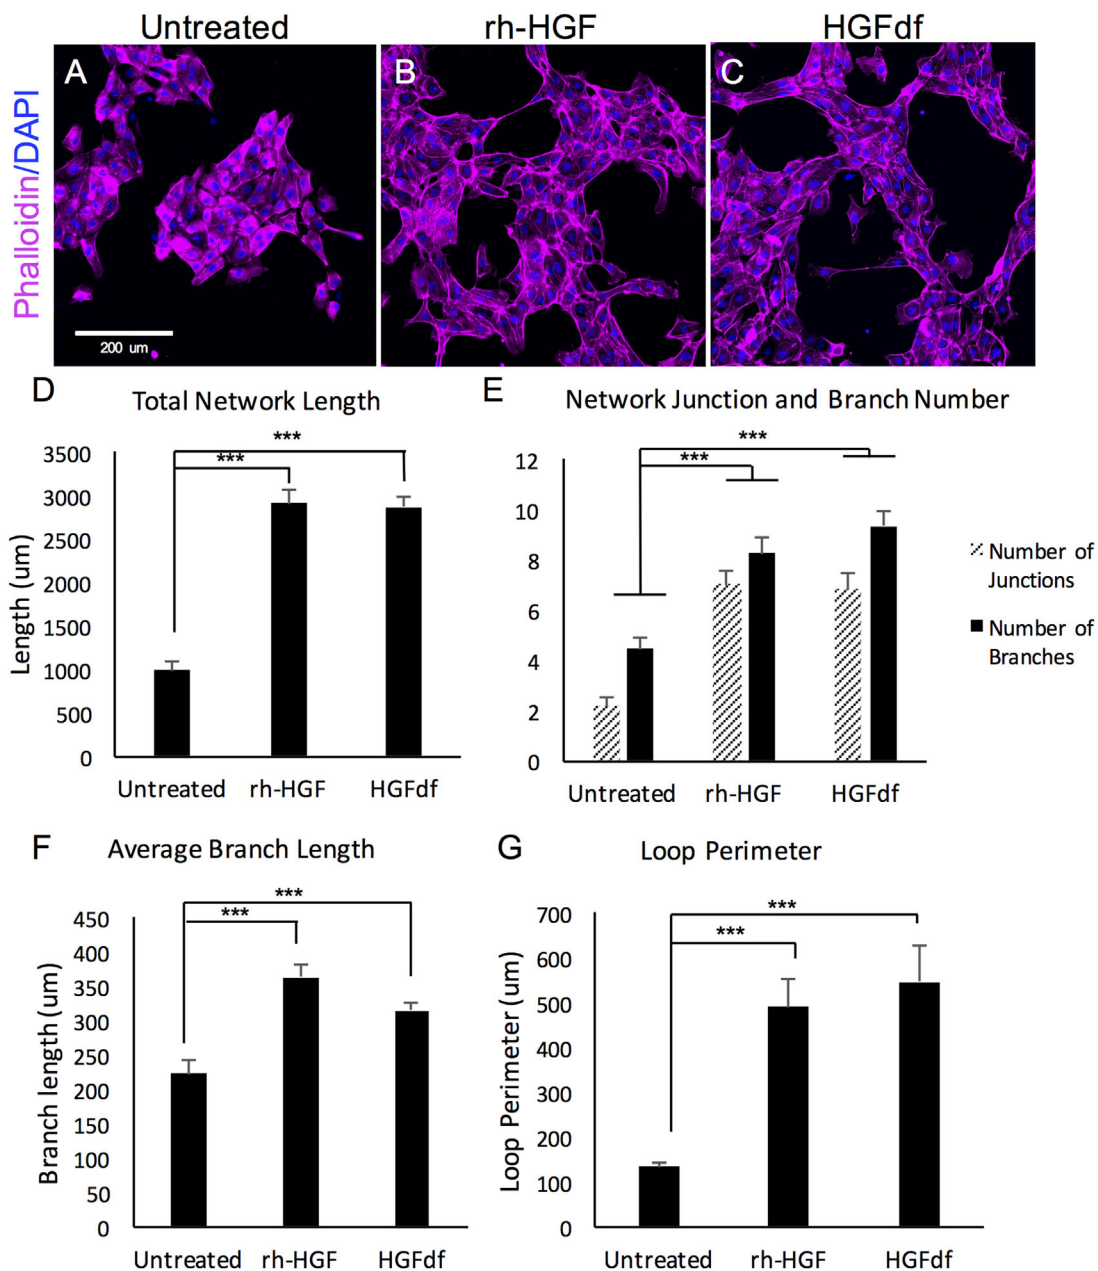 Untreated
rh-HGF
HGFdf
Phalloidin/DAPI
A
B
C
200 um
D
Total Network Length
***
***
3500
3000
2500
2000
1500
1000
500
0
Length (um)
Untreated
rh-HGF
HGFdf
E
Network Junction and Branch Number
***
***
12
10
8
6
4
2
0
Untreated
rh-HGF
HGFdf
Number of
Junctions
Number of
Branches
F
Average Branch Length
***
***
450
400
350
300
250
200
150
100
50
0
Branch length (um)
Untreated
rh-HGF
HGFdf
G
Loop Perimeter
***
***
700
600
500
400
300
200
100
0
Loop Perimeter (um)
Untreated
rh-HGF
HGFdf